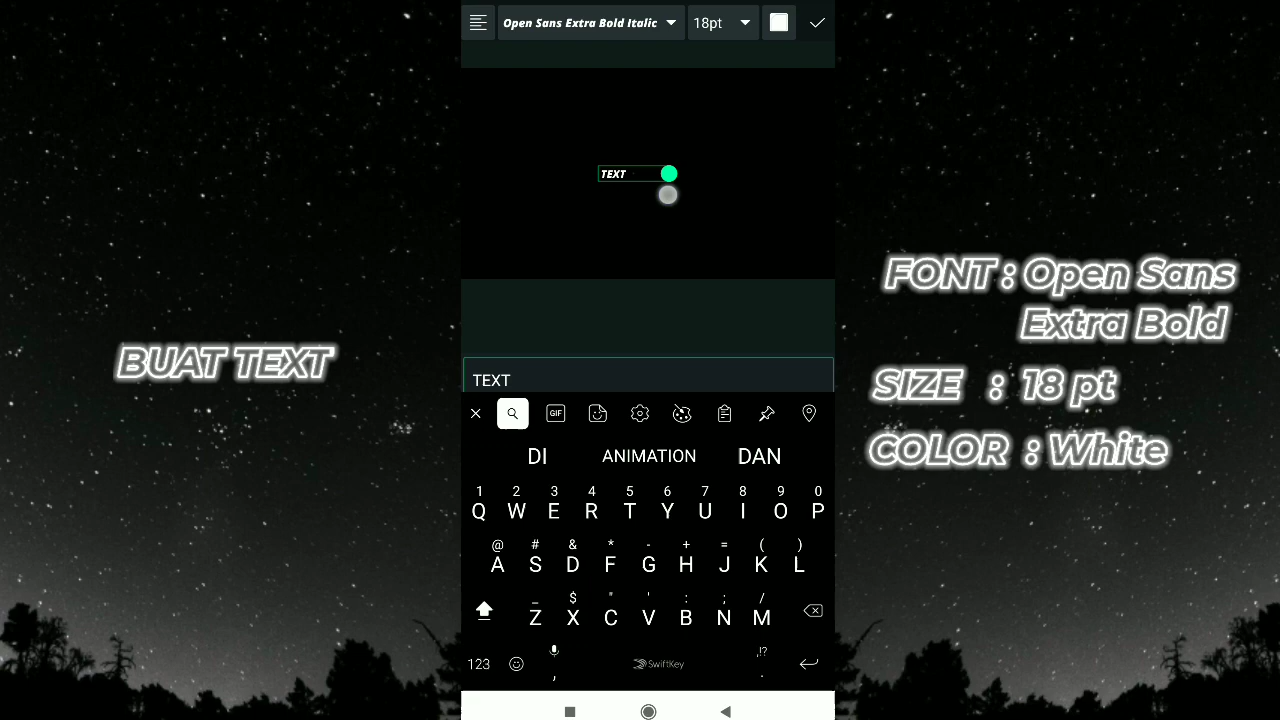 Open Sans Extra Bold Italic 18pt
TEXT
BUAT TEXT
FONT : Open Sans
Extra Bold
SIZE : 18 pt
COLOR : White
TEXT
GIF
DI ANIMATION DAN
1 2 3 4 5 6 7 8 9 0
Q W E R T Y U I O P
@ # & * - + = ( )
A S D F G H J K L
_ $ " ' : ; /
Z X C V B N M
,!?
123 , SwiftKey .